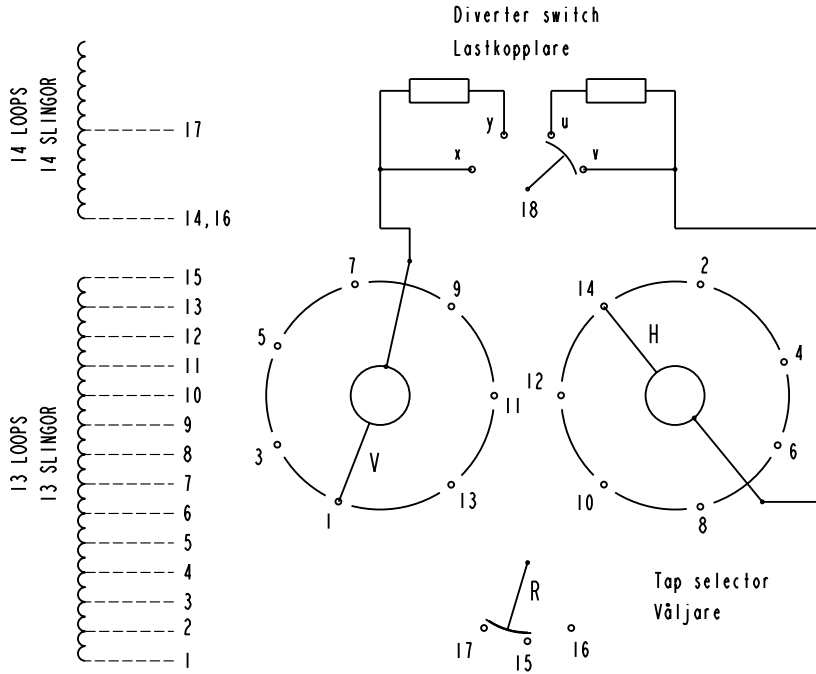 Diverter switch
Lastkopplare
14 LOOPS
14 SLINGOR
17
14,16
y
u
x
v
18
15
13
12
11
10
9
8
7
6
5
4
3
2
1
13 LOOPS
13 SLINGOR
7
9
5
11
3
13
1
V
2
14
H
4
12
6
10
8
R
17
15
16
Tap selector
Våljare